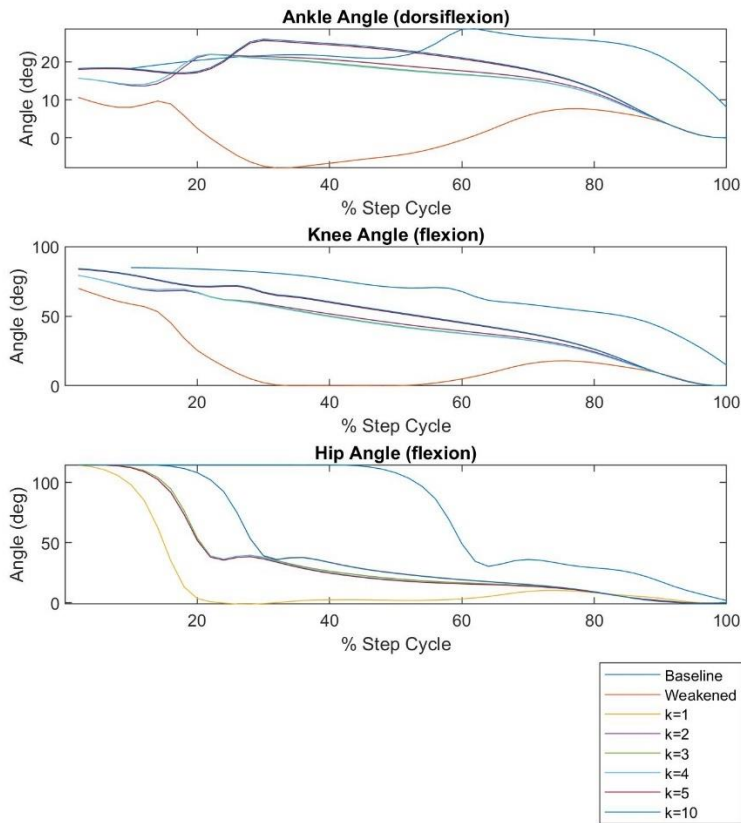 Ankle Angle (dorsiflexion)
Angle (deg)
20
10
0
20 40 60 80 100
% Step Cycle
Knee Angle (flexion)
Angle (deg)
100
50
0
20 40 60 80 100
% Step Cycle
Hip Angle (flexion)
Angle (deg)
100
50
0
20 40 60 80 100
% Step Cycle
Baseline
Weakened
k=1
k=2
k=3
k=4
k=5
k=10